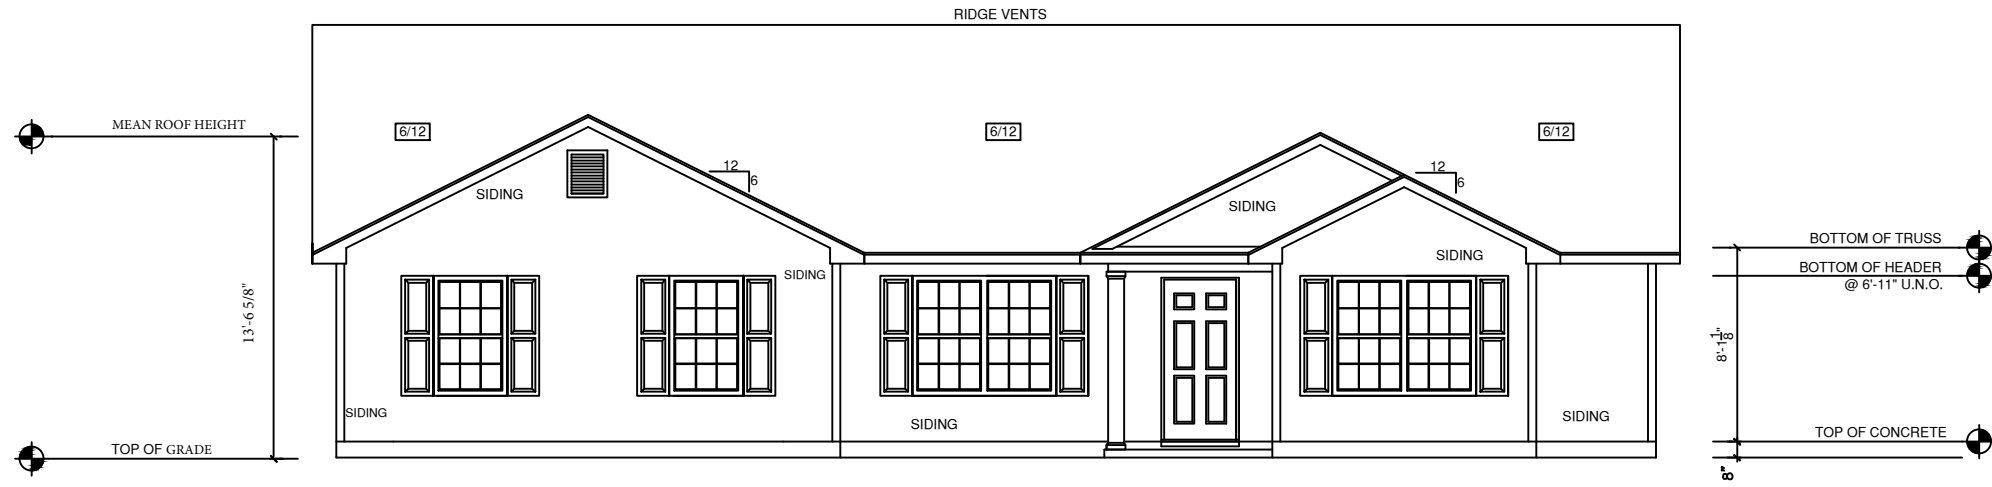 RIDGE VENTS
MEAN ROOF HEIGHT
6/12
6/12
6/12
12
6
12
6
SIDING
SIDING
SIDING
SIDING
BOTTOM OF TRUSS
BOTTOM OF HEADER
@ 6'-11" U.N.O.
13'-6 5/8"
8'-1 1/8"
SIDING
SIDING
SIDING
TOP OF GRADE
TOP OF CONCRETE
8"